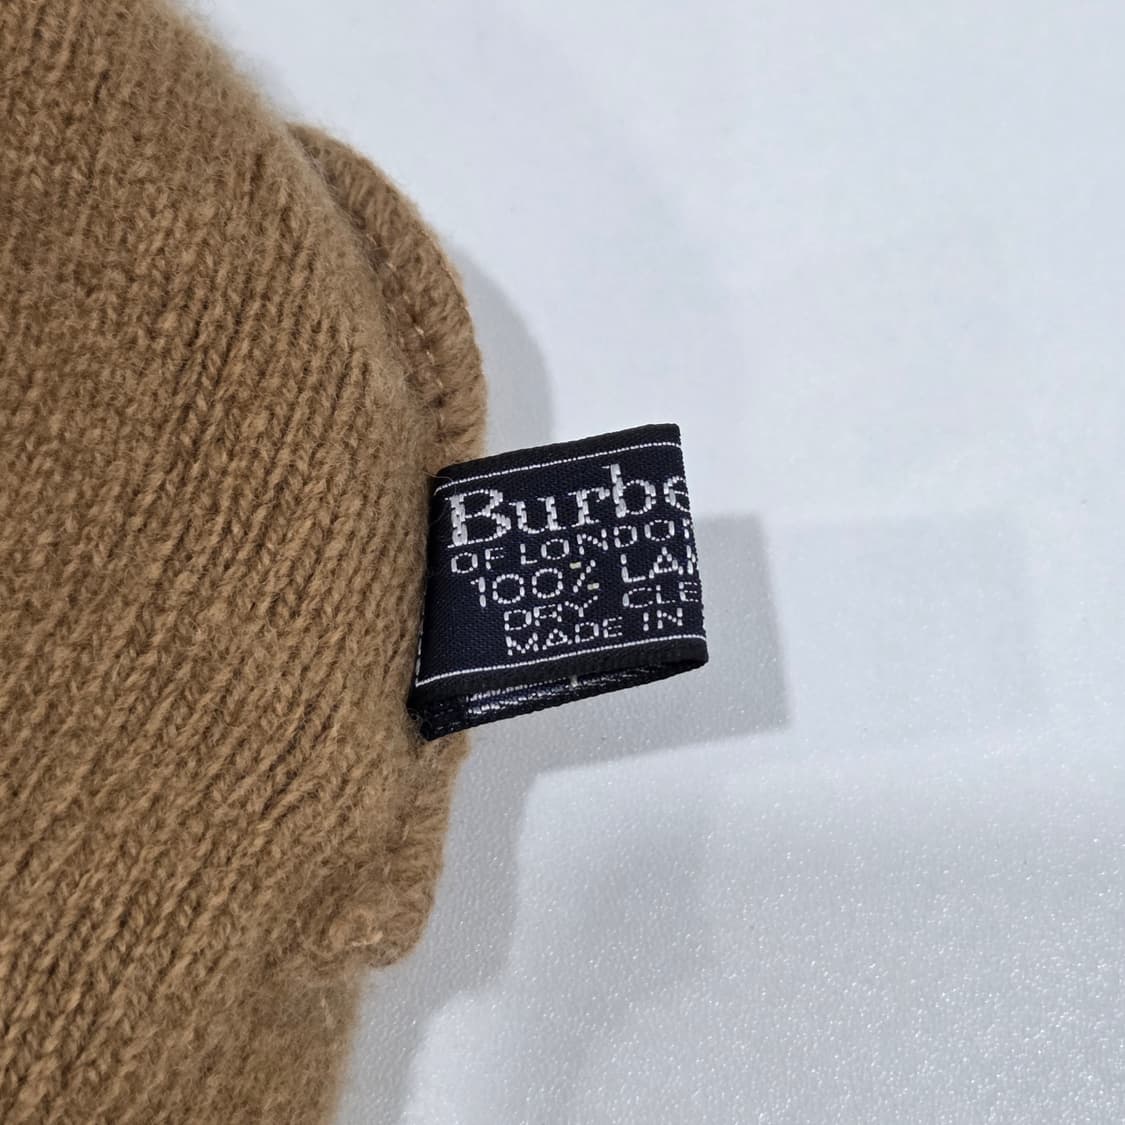 Burbe
OF LONDO
100% LA
DRY CLE
MADE IN